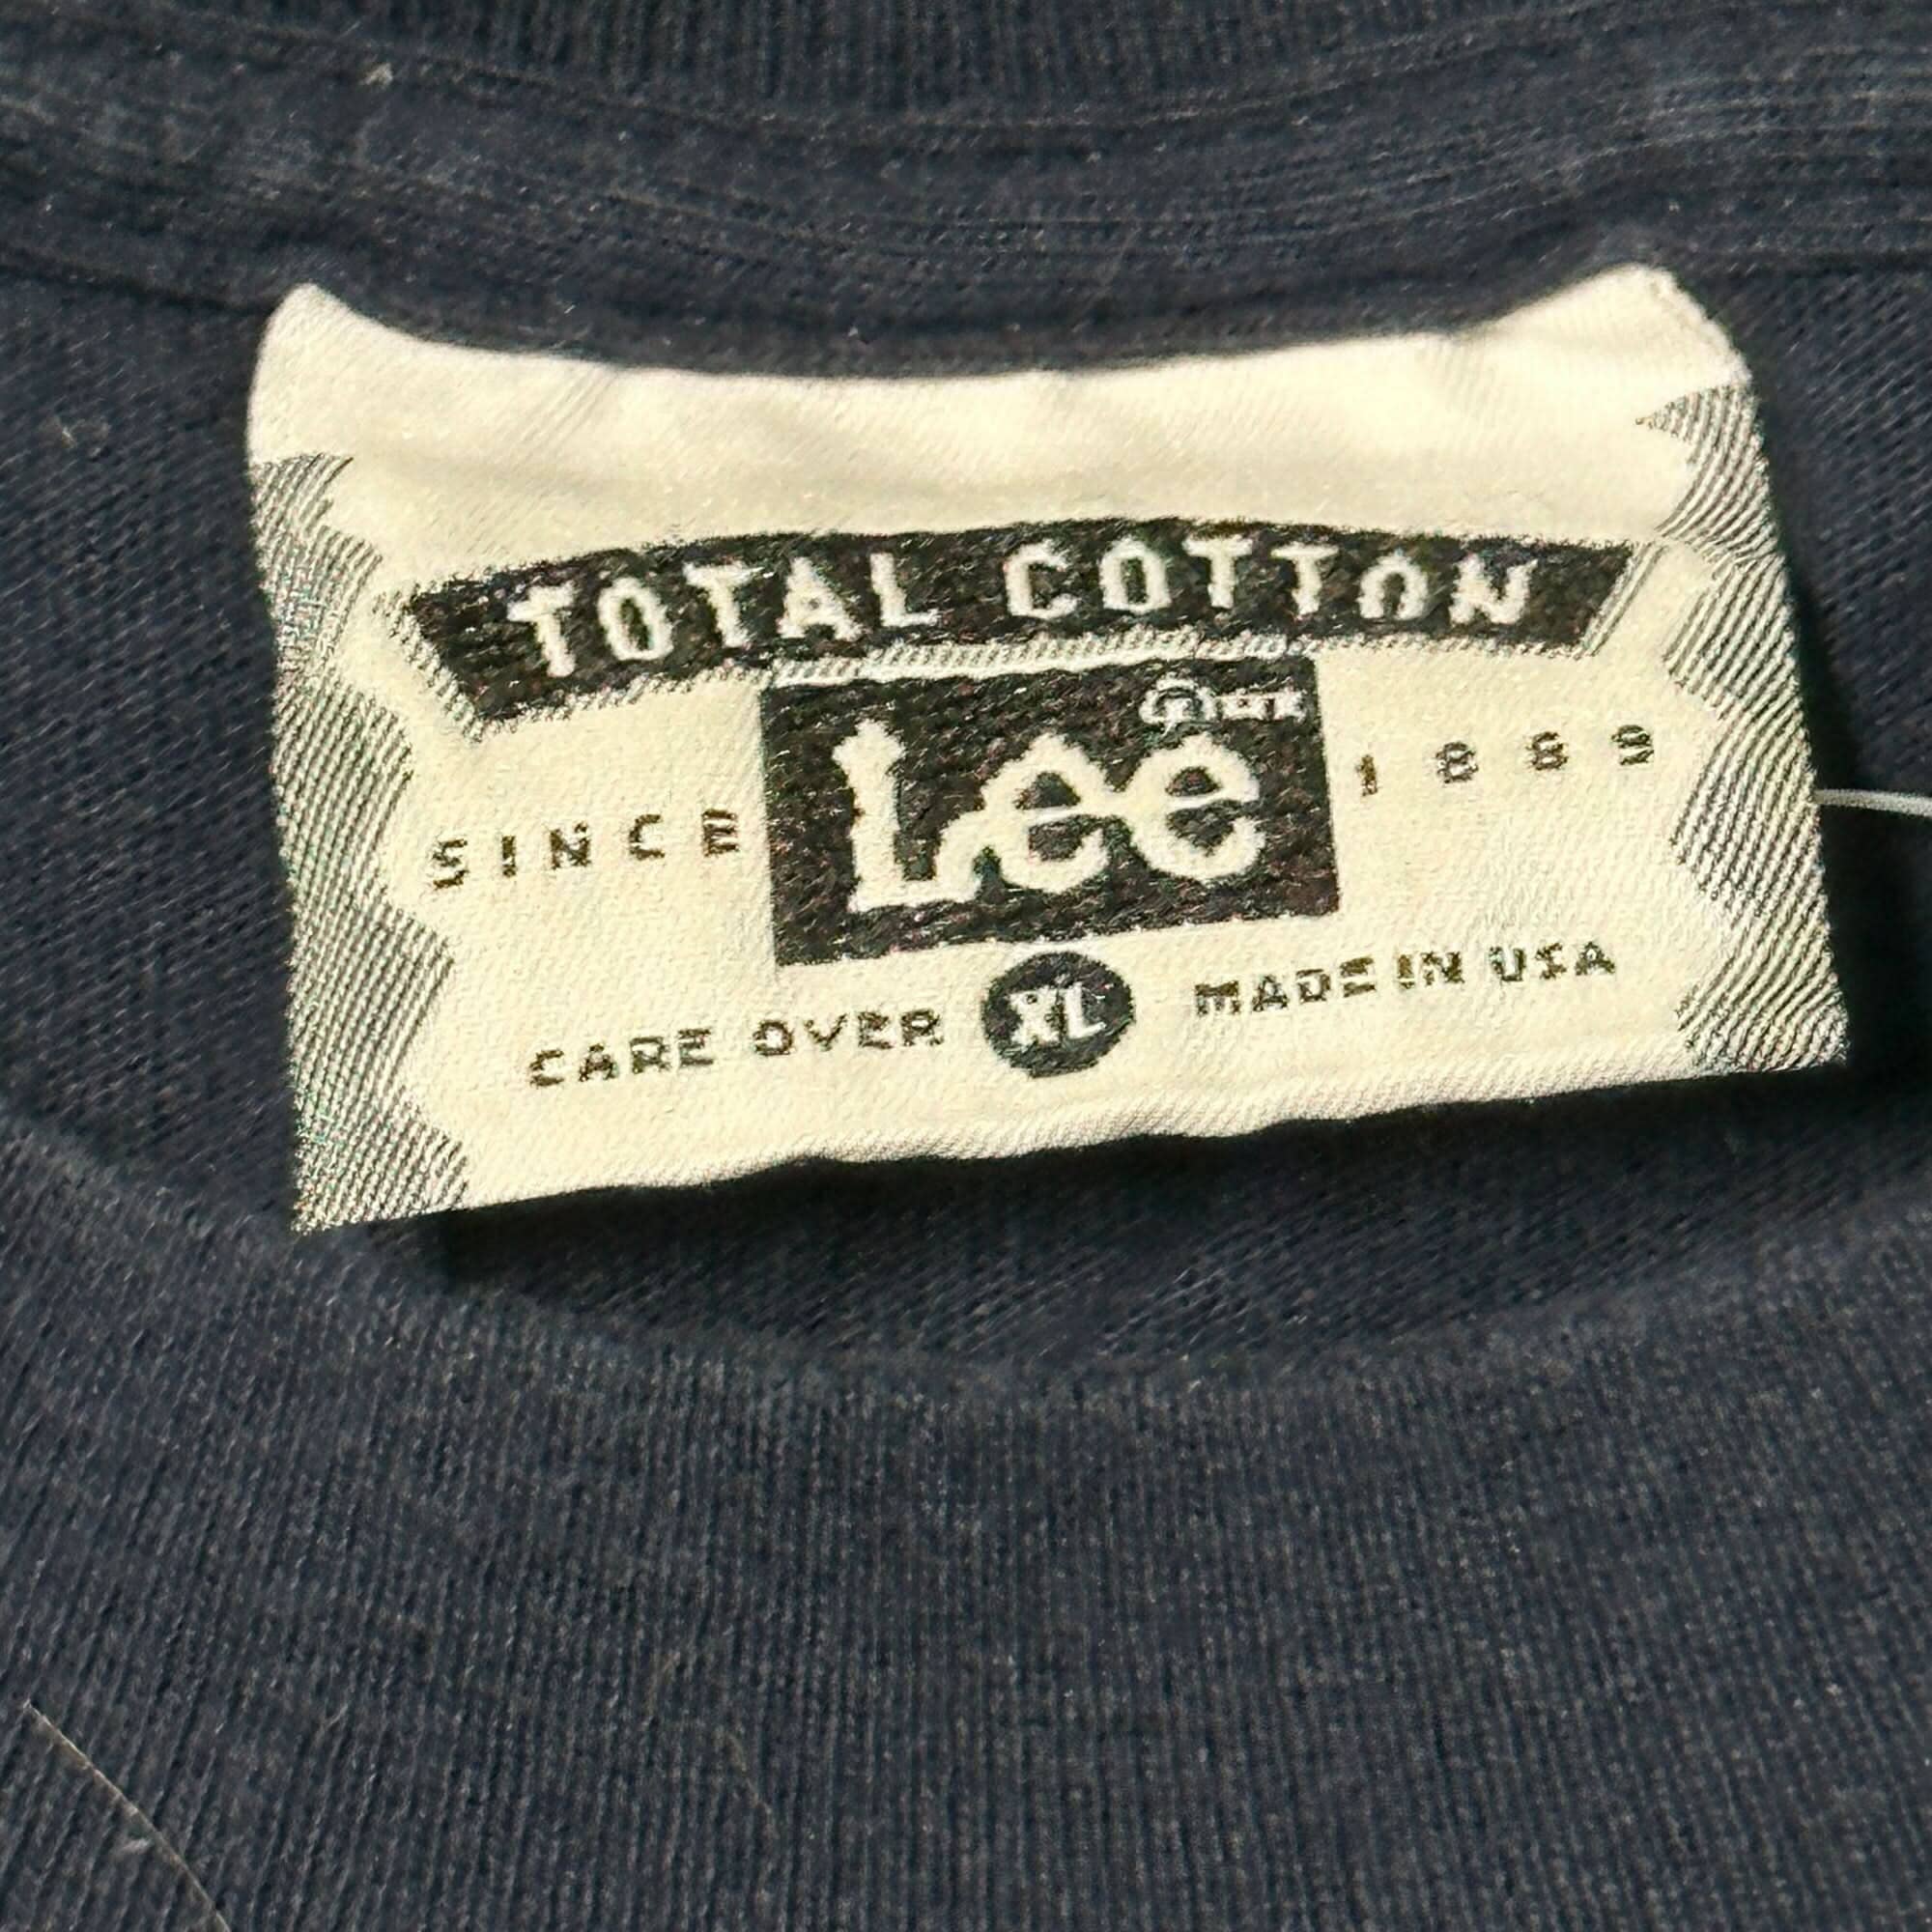 TOTAL COTTON
Lee
SINCE 1889
CARE OVER XL MADE IN USA